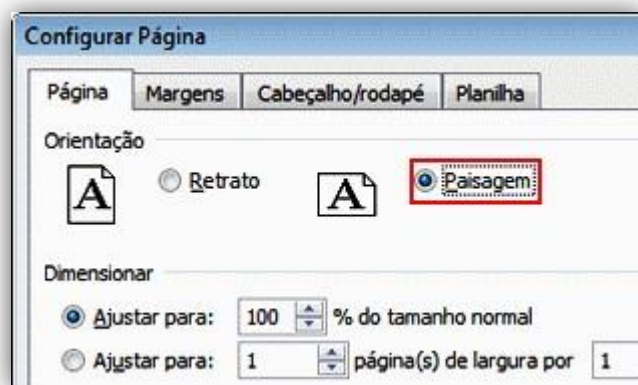 Configurar Página
Página Margens Cabeçalho/rodapé Planilha
Orientação
A Retrato A Paisagem
Dimensionar
Ajustar para: 100 % do tamanho normal
Ajustar para: 1 página(s) de largura por 1